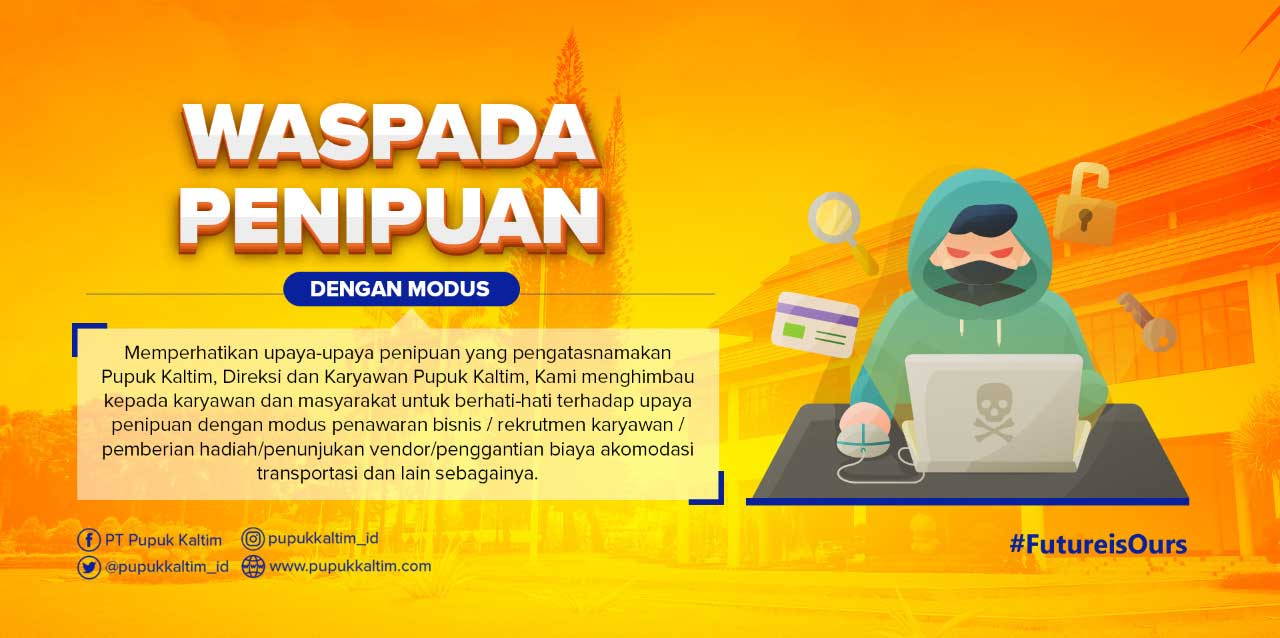 WASPADA
PENIPUAN
DENGAN MODUS
Memperhatikan upaya-upaya penipuan yang pengatasnamakan
Pupuk Kaltim, Direksi dan Karyawan Pupuk Kaltim, Kami menghimbau
kepada karyawan dan masyarakat untuk berhati-hati terhadap upaya
penipuan dengan modus penawaran bisnis / rekrutmen karyawan /
pemberian hadiah/penunjukan vendor/penggantian biaya akomodasi
transportasi dan lain sebagainya.
PT Pupuk Kaltim
pupukkaltim_id
@pupukkaltim_id
www.pupukkaltim.com
#FutureisOurs